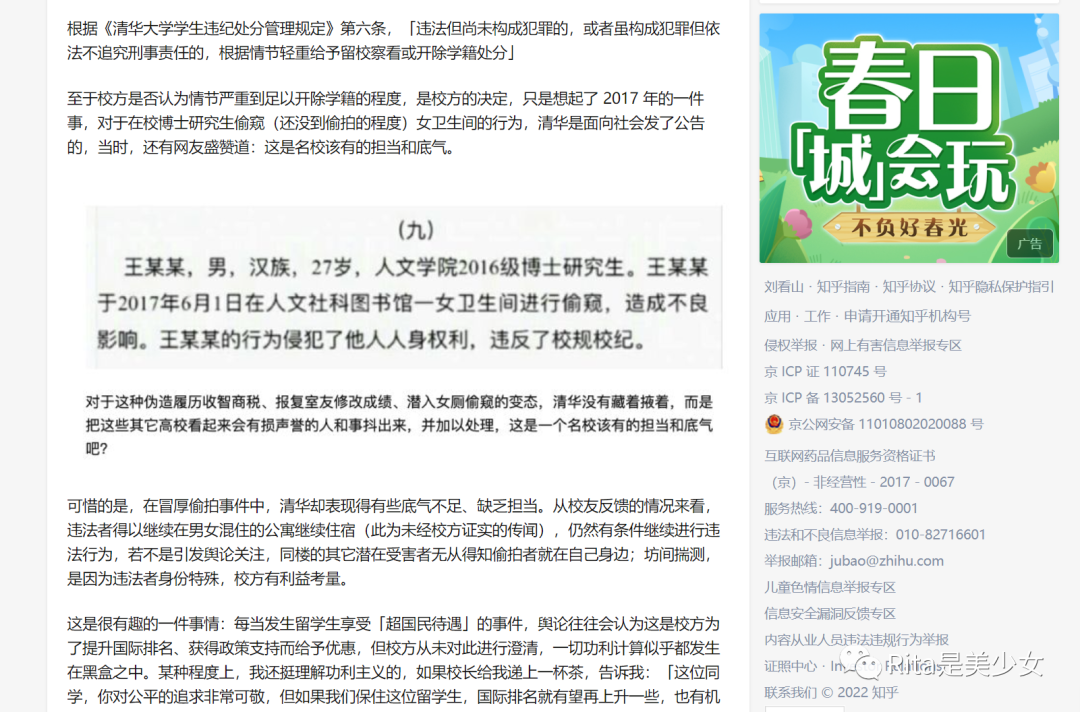 根据《清华大学学生违纪处分管理规定》第六条，「违法但尚未构成犯罪的，或者虽构成犯罪但依
法不追究刑事责任的，根据情节轻重给予留校察看或开除学籍处分」
至于校方是否认为情节严重到足以开除学籍的程度，是校方的决定，只是想起了 2017 年的一件
事，对于在校博士研究生偷窥（还没到偷拍的程度）女卫生间的行为，清华是面向社会发了公告
的，当时，还有网友盛赞道：这是名校该有的担当和底气。
（九）
王某某，男，汉族，27岁，人文学院2016级博士研究生。王某某
于2017年6月1日在人文社科图书馆一女卫生间进行偷窥，造成不良
影响。王某某的行为侵犯了他人人身权利，违反了校规校纪。
对于这种伪造履历收智商税、报复室友修改成绩、潜入女厕偷窥的变态，清华没有藏着掖着，而是
把这些其它高校看起来会有损声誉的人和事抖出来，并加以处理，这是一个名校该有的担当和底气
吧？
可惜的是，在冒厚偷拍事件中，清华却表现得有些底气不足、缺乏担当。从校友反馈的情况来看，
违法者得以继续在男女混住的公寓继续住宿（此为未经校方证实的传闻），仍然有条件继续进行违
法行为，若不是引发舆论关注，同楼的其它潜在受害者无从得知偷拍者就在自己身边；坊间揣测，
是因为违法者身份特殊，校方有利益考量。
这是很有趣的一件事情：每当发生留学生享受「超国民待遇」的事件，舆论往往会认为这是校方为
了提升国际排名、获得政策支持而给予优惠，但校方从未对此进行澄清，一切功利计算似乎都发生
在黑盒之中。某种程度上，我还挺理解功利主义的，如果校长给我递上一杯茶，告诉我：「这位同
学，你对公平的追求非常可敬，但如果我们保住这位留学生，国际排名就有望再上升一些，也有机
春日
「城」会玩
不负好春光
广告
刘看山 · 知乎指南 · 知乎协议 · 知乎隐私保护指引
应用 · 工作 · 申请开通知乎机构号
侵权举报 · 网上有害信息举报专区
京 ICP 证 110745 号
京 ICP 备 13052560 号 - 1
京公网安备 11010802020088 号
互联网药品信息服务资格证书
（京）- 非经营性 - 2017 - 0067
服务热线：400-919-0001
违法和不良信息举报：010-82716601
举报邮箱：jubao@zhihu.com
儿童色情信息举报专区
信息安全漏洞反馈专区
内容从业人员违法违规行为举报
证照中心 ·
Rita是美少女
联系我们 © 2022 知乎